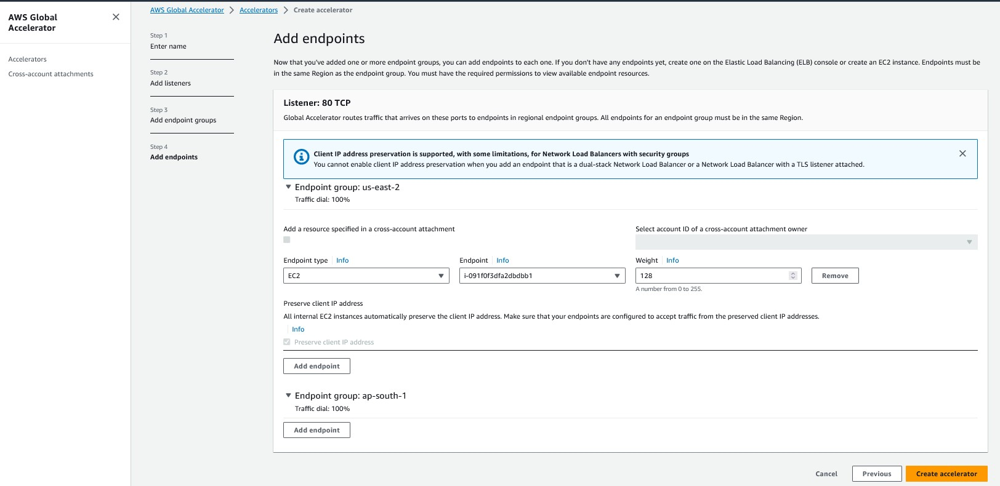 AWS Global Accelerator
Accelerators
Cross-account attachments
AWS Global Accelerator > Accelerators > Create accelerator
Step 1
Enter name
Step 2
Add listeners
Step 3
Add endpoint groups
Step 4
Add endpoints
Add endpoints
Now that you've added one or more endpoint groups, you can add endpoints to each one. If you don't have any endpoints yet, create one on the Elastic Load Balancing (ELB) console or create an EC2 instance. Endpoints must be
in the same Region as the endpoint group. You must have the required permissions to view available endpoint resources.
Listener: 80 TCP
Global Accelerator routes traffic that arrives on these ports to endpoints in regional endpoint groups. All endpoints for an endpoint group must be in the same Region.
Client IP address preservation is supported, with some limitations, for Network Load Balancers with security groups
You cannot enable client IP address preservation when you add an endpoint that is a dual-stack Network Load Balancer or a Network Load Balancer with a TLS listener attached.
Endpoint group: us-east-2
Traffic dial: 100%
Add a resource specified in a cross-account attachment
Select account ID of a cross-account attachment owner
Endpoint type Info
Endpoint Info
Weight Info
EC2
i-091f0f3dfa2dbdbb1
128
Remove
A number from 0 to 255.
Preserve client IP address
All internal EC2 instances automatically preserve the client IP address. Make sure that your endpoints are configured to accept traffic from the preserved client IP addresses.
Info
Preserve client IP address
Add endpoint
Endpoint group: ap-south-1
Traffic dial: 100%
Add endpoint
Cancel
Previous
Create accelerator